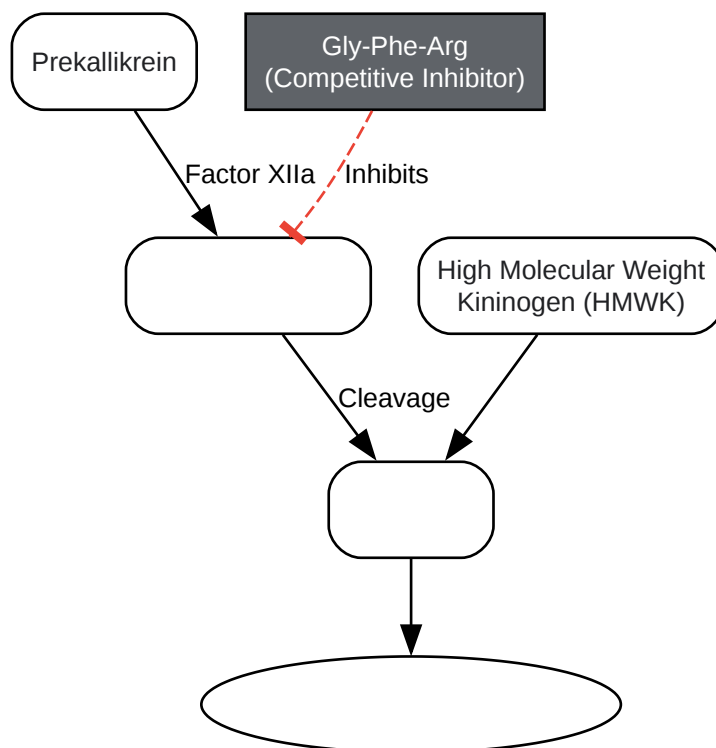 Prekallikrein
Gly-Phe-Arg
(Competitive Inhibitor)
Factor XIIa
Inhibits
High Molecular Weight
Kininogen (HMWK)
Cleavage